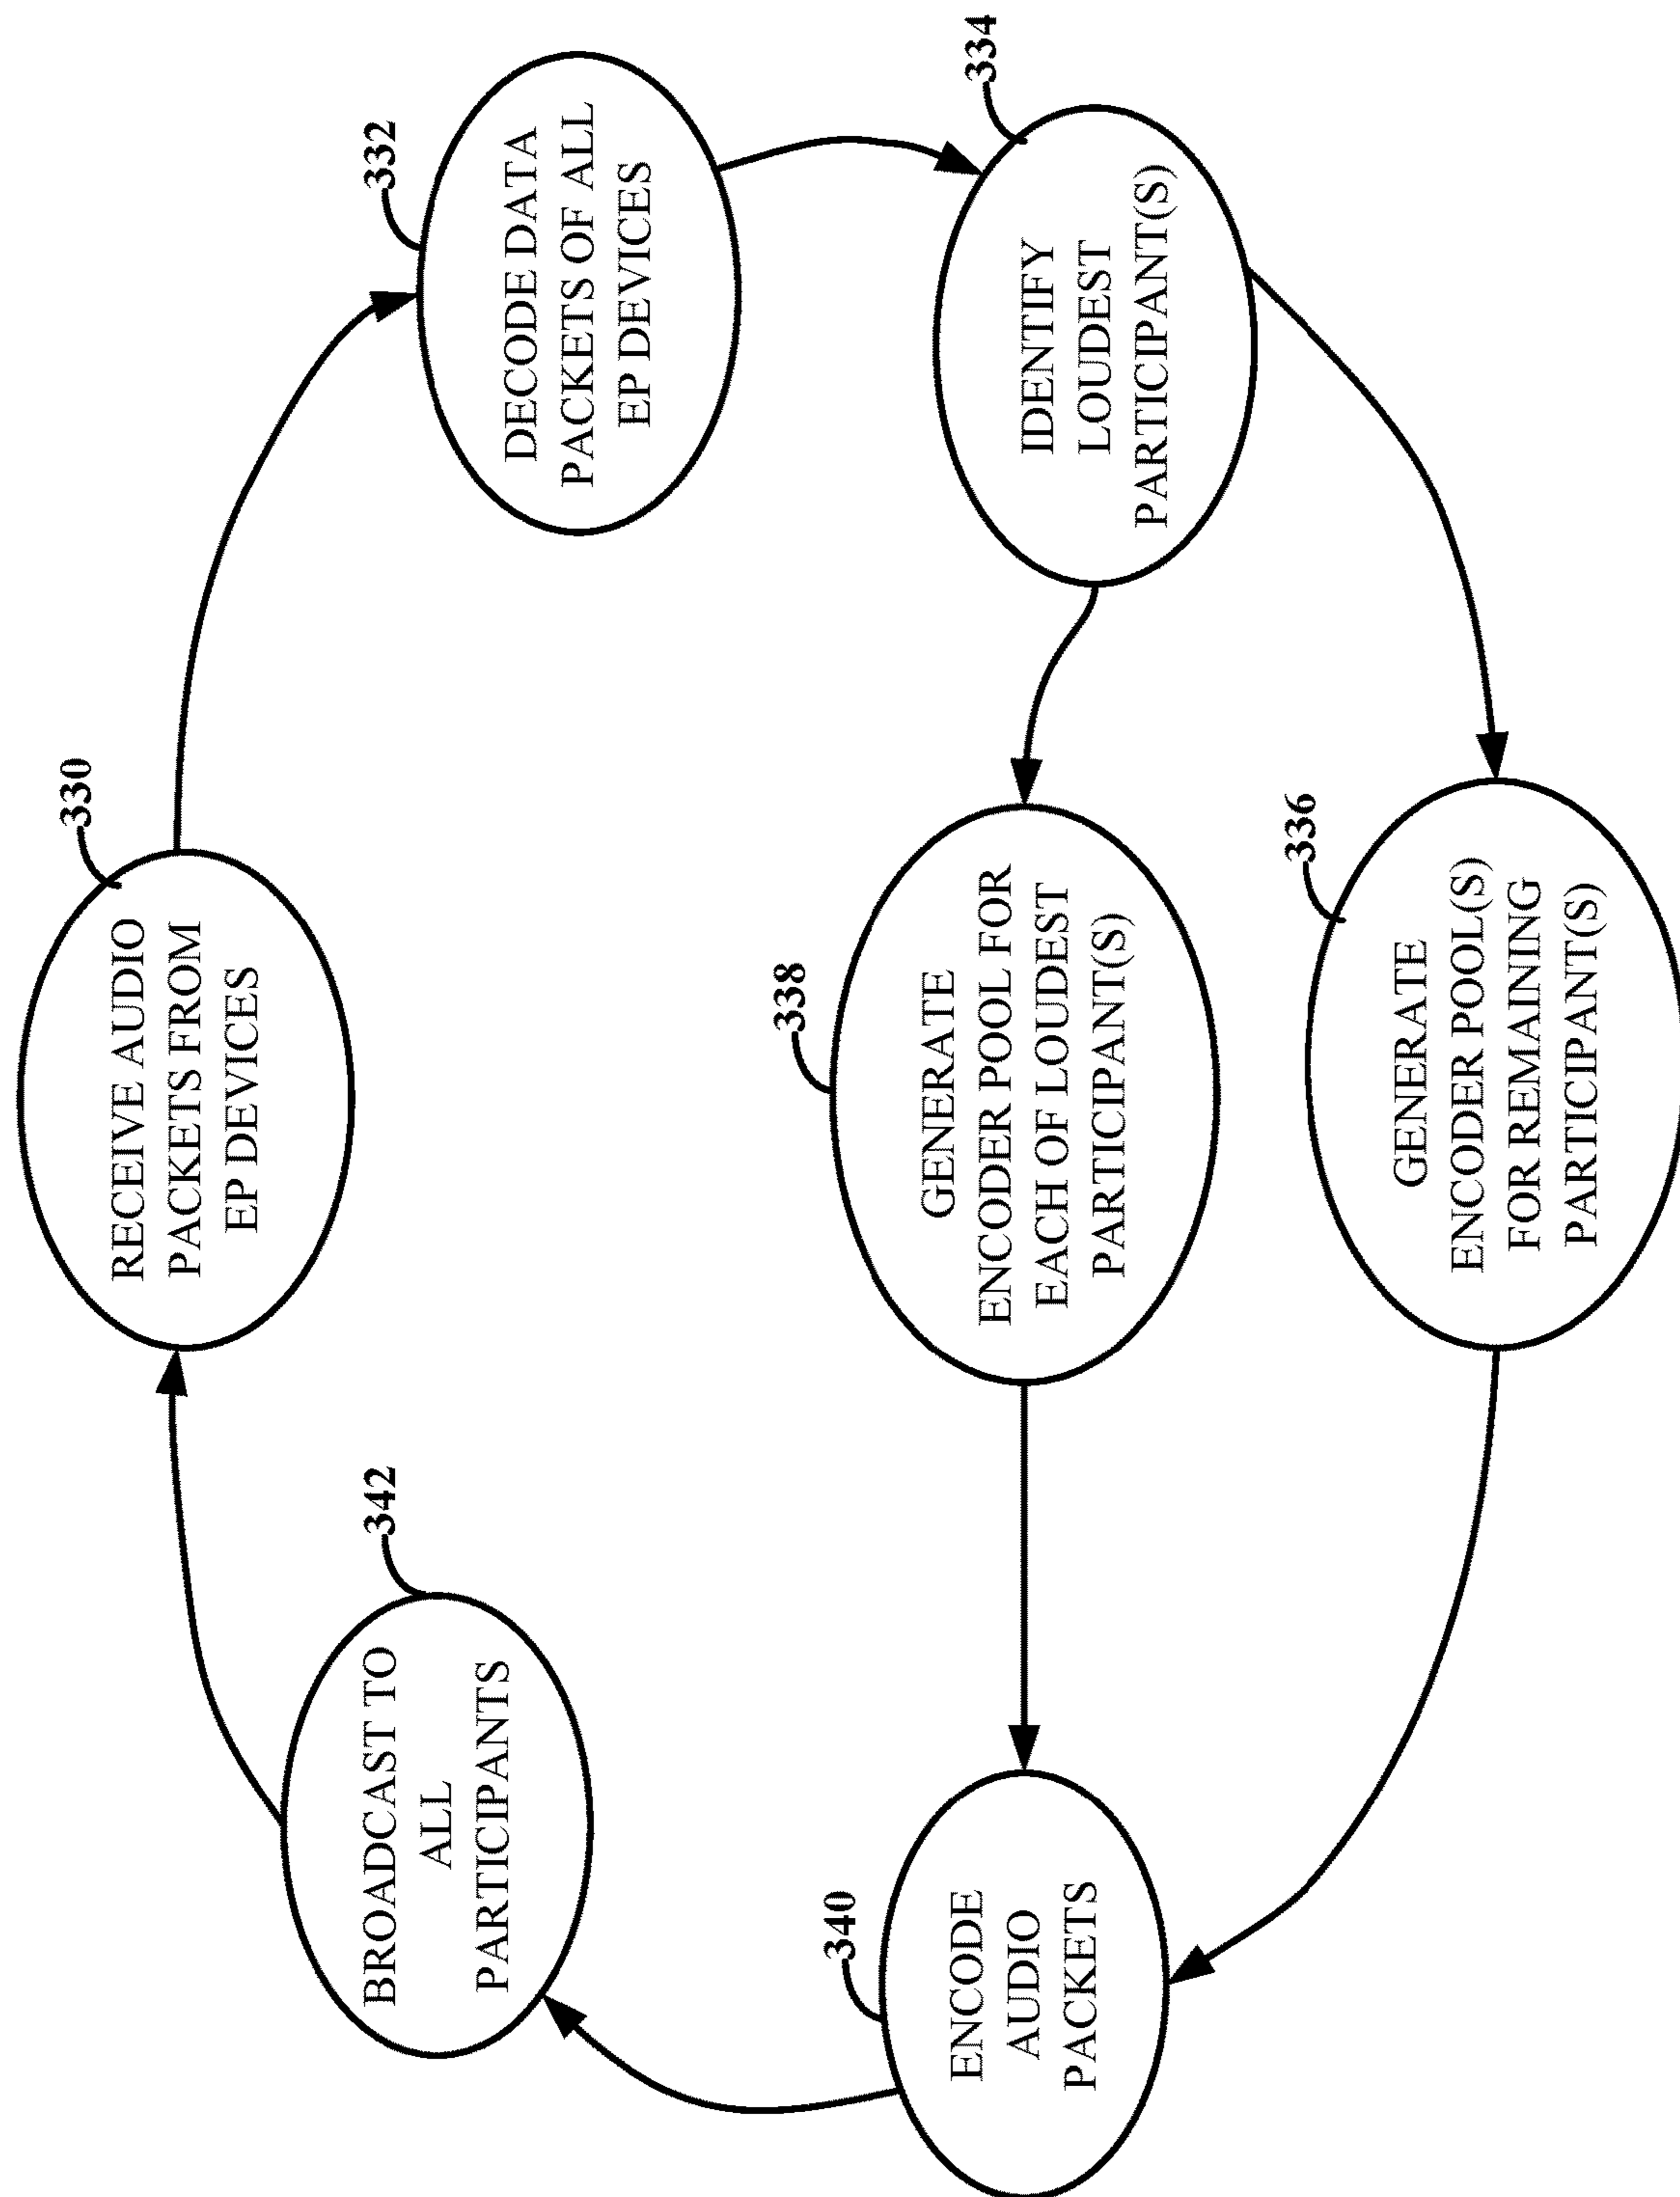 330
RECEIVE AUDIO
PACKETS FROM
EP DEVICES
332
DECODE DATA
PACKETS OF ALL
EP DEVICES
334
IDENTIFY
LOUDEST
PARTICIPANT(S)
338
GENERATE
ENCODER POOL FOR
EACH OF LOUDEST
PARTICIPANT(S)
336
GENERATE
ENCODER POOL(S)
FOR REMAINING
PARTICIPANT(S)
340
ENCODE
AUDIO
PACKETS
342
BROADCAST TO
ALL
PARTICIPANTS